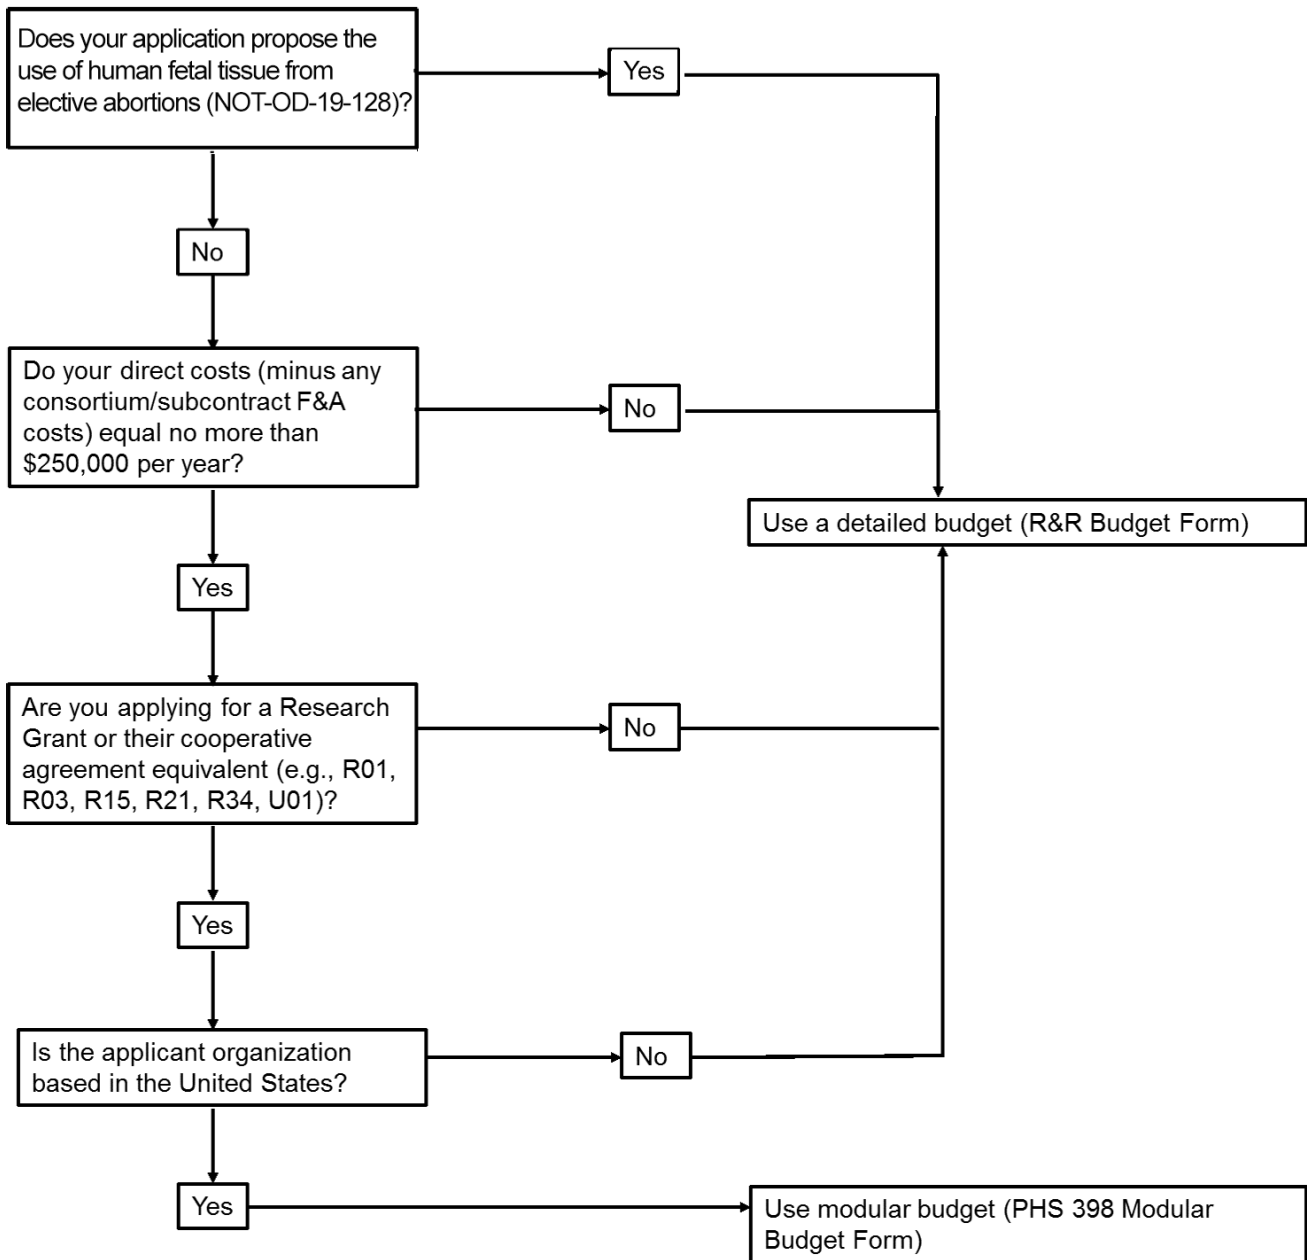 Does your application propose the
use of human fetal tissue from
elective abortions (NOT-OD-19-128)?
Yes
No
Do your direct costs (minus any
consortium/subcontract F&A
costs) equal no more than
$250,000 per year?
No
Use a detailed budget (R&R Budget Form)
Yes
Are you applying for a Research
Grant or their cooperative
agreement equivalent (e.g., R01,
R03, R15, R21, R34, U01)?
No
Yes
Is the applicant organization
based in the United States?
No
Yes
Use modular budget (PHS 398 Modular
Budget Form)